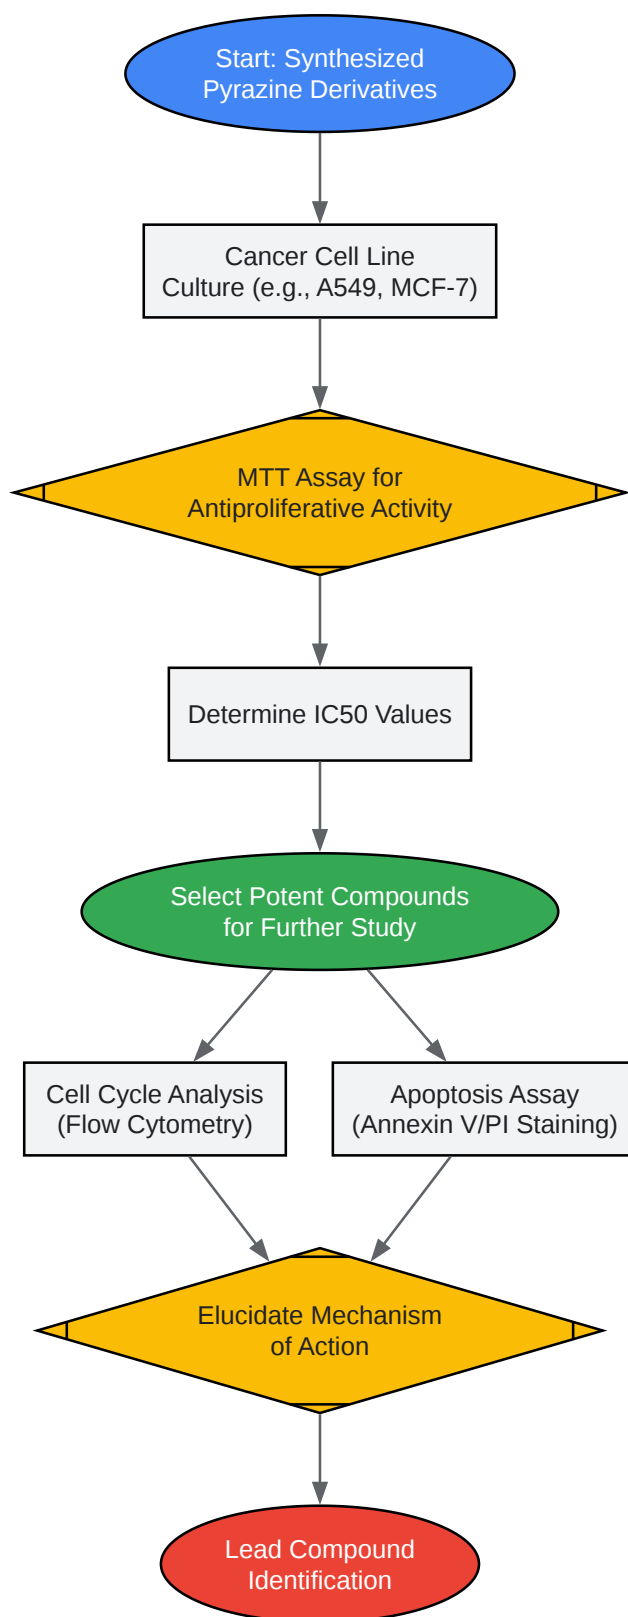 Start: Synthesized
Pyrazine Derivatives
Cancer Cell Line
Culture (e.g., A549, MCF-7)
MTT Assay for
Antiproliferative Activity
Determine IC50 Values
Select Potent Compounds
for Further Study
Cell Cycle Analysis
(Flow Cytometry)
Apoptosis Assay
(Annexin V/PI Staining)
Elucidate Mechanism
of Action
Lead Compound
Identification